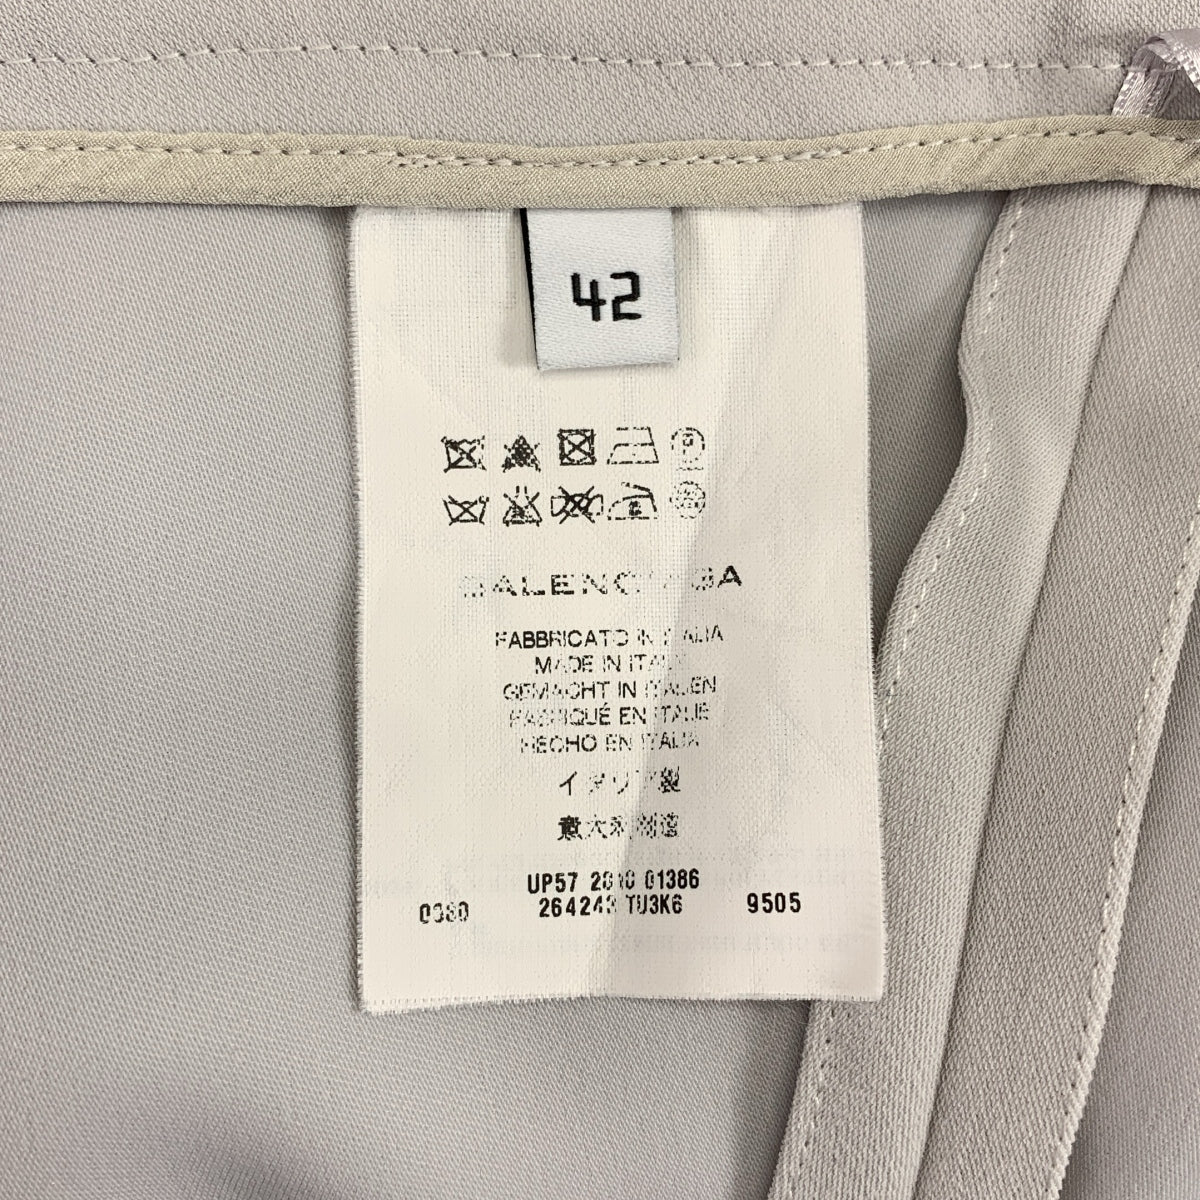 42
BALENCIAGA
FABBRICATO IN ITALIA
MADE IN ITALY
GEMACHT IN ITALIEN
FABRIQUÉ EN ITALIE
HECHO EN ITALIA
イタリア製
意大利制造
UP57 2010 01386
0080 264243 TU3K6 9505